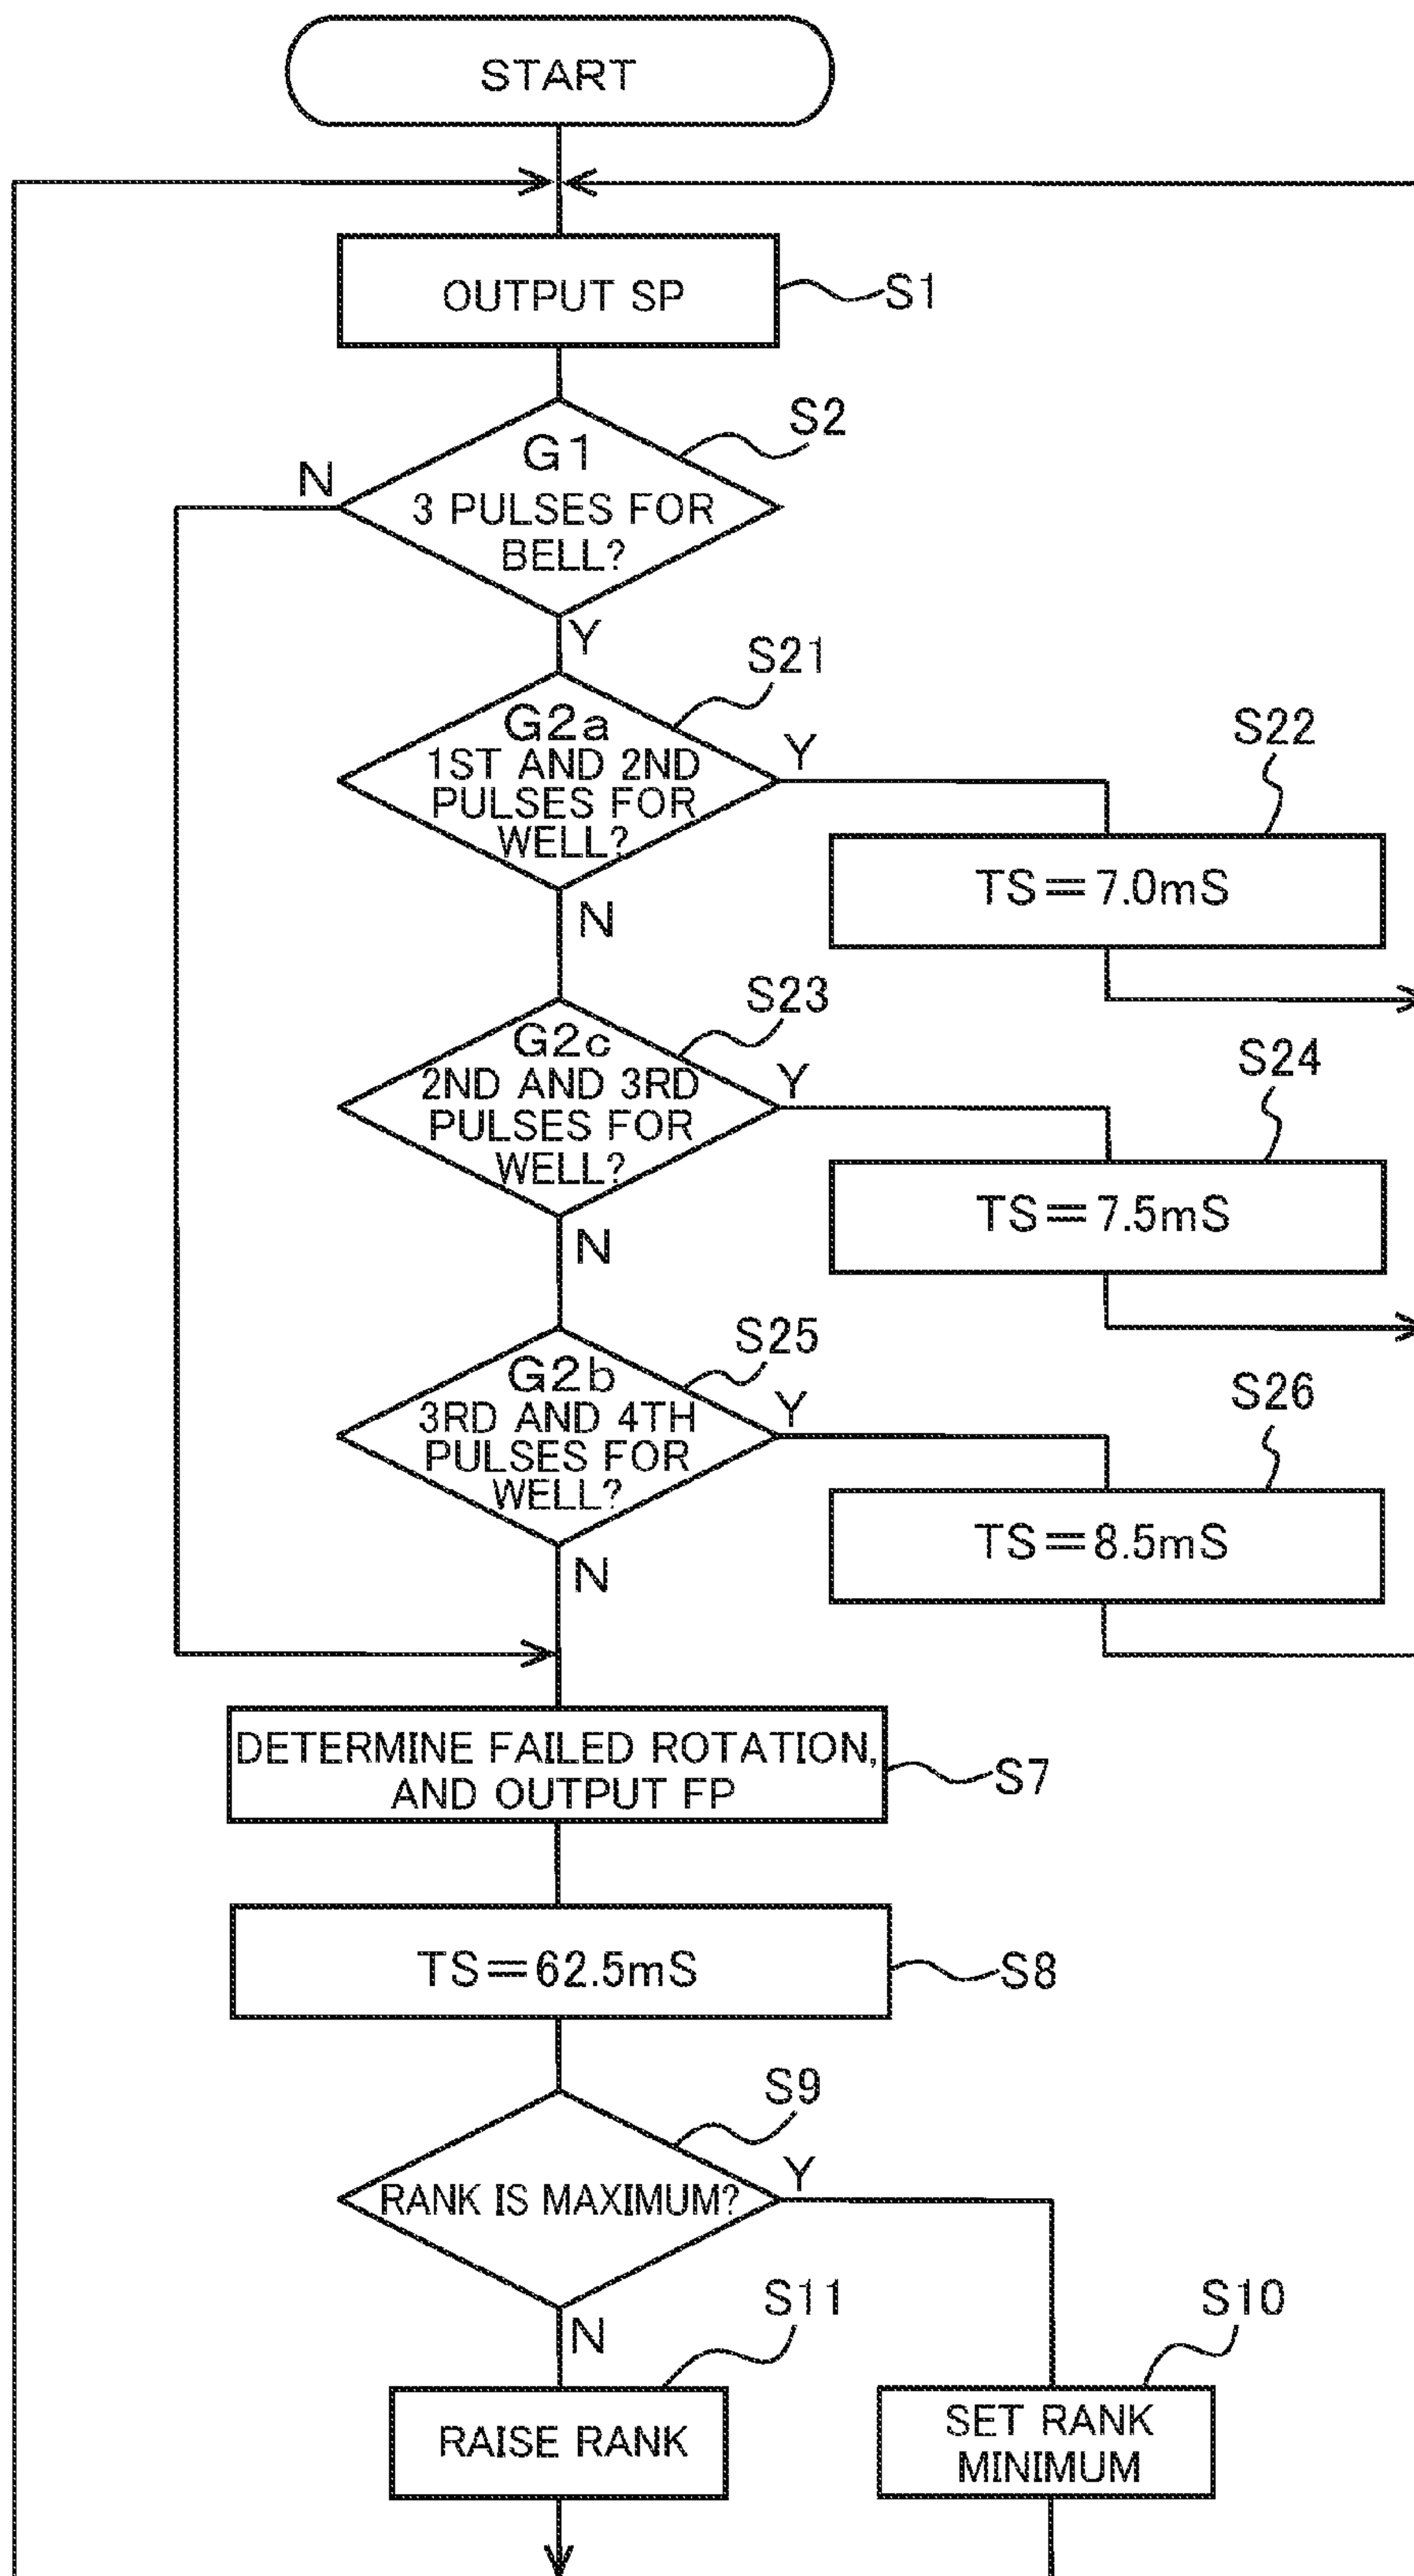 START
OUTPUT SP
S1
S2
G1
3 PULSES FOR
BELL?
N
Y
S21
G2a
1ST AND 2ND
PULSES FOR
WELL?
Y
N
S22
TS=7.0mS
S23
G2c
2ND AND 3RD
PULSES FOR
WELL?
Y
N
S24
TS=7.5mS
S25
G2b
3RD AND 4TH
PULSES FOR
WELL?
Y
N
S26
TS=8.5mS
DETERMINE FAILED ROTATION,
AND OUTPUT FP
S7
TS=62.5mS
S8
S9
RANK IS MAXIMUM?
Y
N
S11
RAISE RANK
S10
SET RANK
MINIMUM